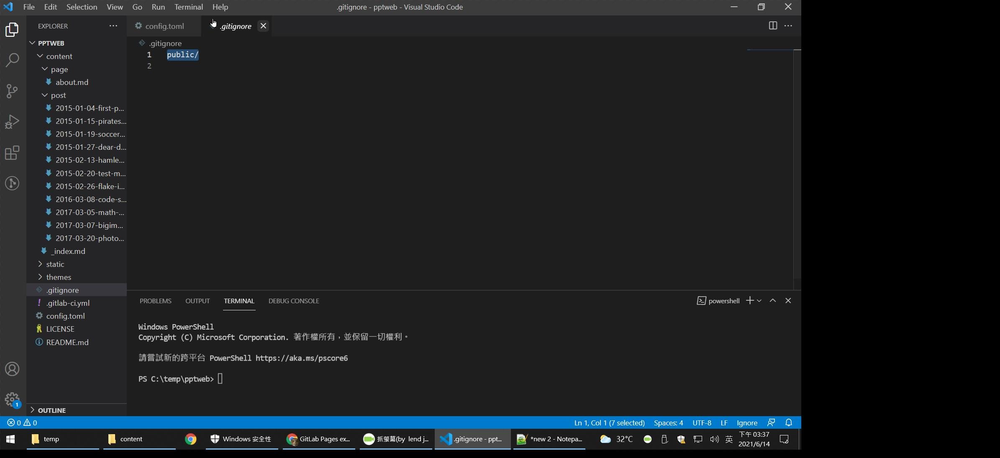 File Edit Selection View Go Run Terminal Help
.gitignore - pptweb - Visual Studio Code
EXPLORER
config.toml
.gitignore
PPTWEB
content
page
about.md
post
2015-01-04-first-p...
2015-01-15-pirates...
2015-01-19-soccer...
2015-01-27-dear-d...
2015-02-13-hamle...
2015-02-20-test-m...
2015-02-26-flake-i...
2016-03-08-code-s...
2017-03-05-math-...
2017-03-07-bigim...
2017-03-20-photo...
_index.md
static
themes
.gitignore
.gitlab-ci.yml
config.toml
LICENSE
README.md
OUTLINE
.gitignore
1 public/
2
PROBLEMS OUTPUT TERMINAL DEBUG CONSOLE
powershell
Windows PowerShell
Copyright (C) Microsoft Corporation. 著作權所有，並保留一切權利。
請嘗試新的跨平台 PowerShell https://aka.ms/pscore6
PS C:\temp\pptweb>
1
0 0
Ln 1, Col 1 (7 selected) Spaces: 4 UTF-8 LF Ignore
temp
content
Windows 安全性
GitLab Pages ex...
抓螢幕(by lend j...
.gitignore - ppt...
*new 2 - Notepa...
32°C
英
下午 03:37
2021/6/14